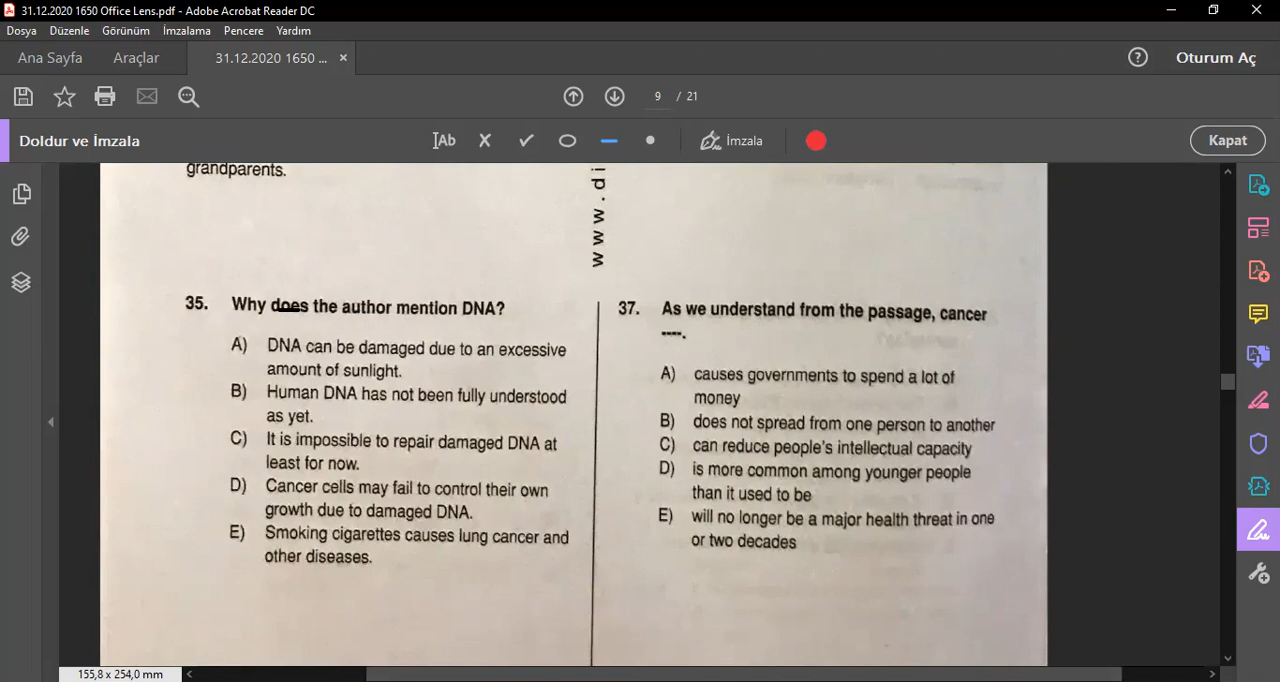 31.12.2020 1650 Office Lens.pdf - Adobe Acrobat Reader DC
Dosya Düzenle Görünüm İmzalama Pencere Yardım
Ana Sayfa Araçlar 31.12.2020 1650 ... × ? Oturum Aç
9 / 21
Doldur ve İmzala Ab İmzala Kapat
grandparents.
www.di
35. Why does the author mention DNA?
A) DNA can be damaged due to an excessive
amount of sunlight.
B) Human DNA has not been fully understood
as yet.
C) It is impossible to repair damaged DNA at
least for now.
D) Cancer cells may fail to control their own
growth due to damaged DNA.
E) Smoking cigarettes causes lung cancer and
other diseases.
37. As we understand from the passage, cancer
----.
A) causes governments to spend a lot of
money
B) does not spread from one person to another
C) can reduce people's intellectual capacity
D) is more common among younger people
than it used to be
E) will no longer be a major health threat in one
or two decades
155,8 x 254,0 mm